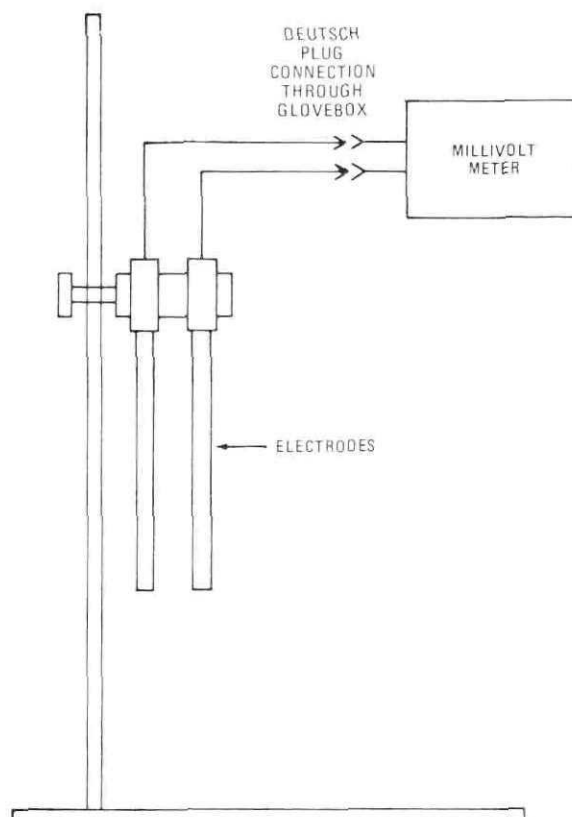 DEUTSCH
PLUG
CONNECTION
THROUGH
GLOVEBOX
MILLIVOLT
METER
ELECTRODES